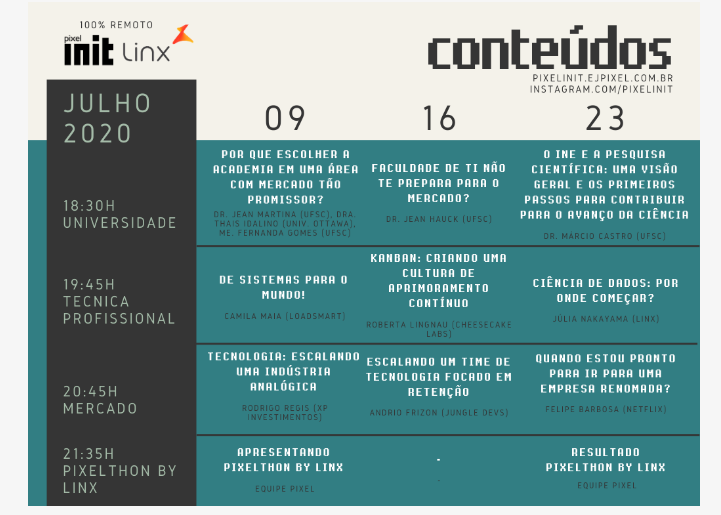 100% REMOTO
pixel
init Linx
conteúdos
PIXELINIT.EJPIXEL.COM.BR
INSTAGRAM.COM/PIXELINIT
JULHO
2020
09
16
23
18:30H
UNIVERSIDADE
POR QUE ESCOLHER A
ACADEMIA EM UMA ÁREA
COM MERCADO TÃO
PROMISSOR?
DR. JEAN MARTINA (UFSC), DRA.
THAIS IDALINO (UNIV. OTTAWA),
ME. FERNANDA GOMES (UFSC)
FACULDADE DE TI NÃO
TE PREPARA PARA O
MERCADO?
DR. JEAN HAUCK (UFSC)
O INE E A PESQUISA
CIENTÍFICA: UMA VISÃO
GERAL E OS PRIMEIROS
PASSOS PARA CONTRIBUIR
PARA O AVANÇO DA CIÊNCIA
DR. MÁRCIO CASTRO (UFSC)
19:45H
TECNICA
PROFISSIONAL
DE SISTEMAS PARA O
MUNDO!
CAMILA MAIA (LOADSMART)
KANBAN: CRIANDO UMA
CULTURA DE
APRIMORAMENTO
CONTÍNUO
ROBERTA LINGNAU (CHEESECAKE
LABS)
CIÊNCIA DE DADOS: POR
ONDE COMEÇAR?
JÚLIA NAKAYAMA (LINX)
20:45H
MERCADO
TECNOLOGIA: ESCALANDO
UMA INDÚSTRIA
ANALÓGICA
RODRIGO REGIS (XP
INVESTIMENTOS)
ESCALANDO UM TIME DE
TECNOLOGIA FOCADO EM
RETENÇÃO
ANDRIO FRIZON (JUNGLE DEVS)
QUANDO ESTOU PRONTO
PARA IR PARA UMA
EMPRESA RENOMADA?
FELIPE BARBOSA (NETFLIX)
21:35H
PIXELTHON BY
LINX
APRESENTANDO
PIXELTHON BY LINX
EQUIPE PIXEL
-
-
RESULTADO
PIXELTHON BY LINX
EQUIPE PIXEL